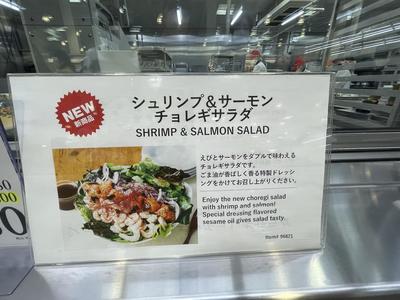 NEW
新商品
シュリンプ&サーモン
チョレギサラダ
SHRIMP & SALMON SALAD
えびとサーモンをダブルで味わえる
チョレギサラダです。
ごま油が香ばしく香る特製ドレッシ
ングをかけてお召し上がりください。
Enjoy the new choregi salad
with shrimp and salmon!
Special dressing flavored
sesame oil gives salad tasty.
Item# 96821